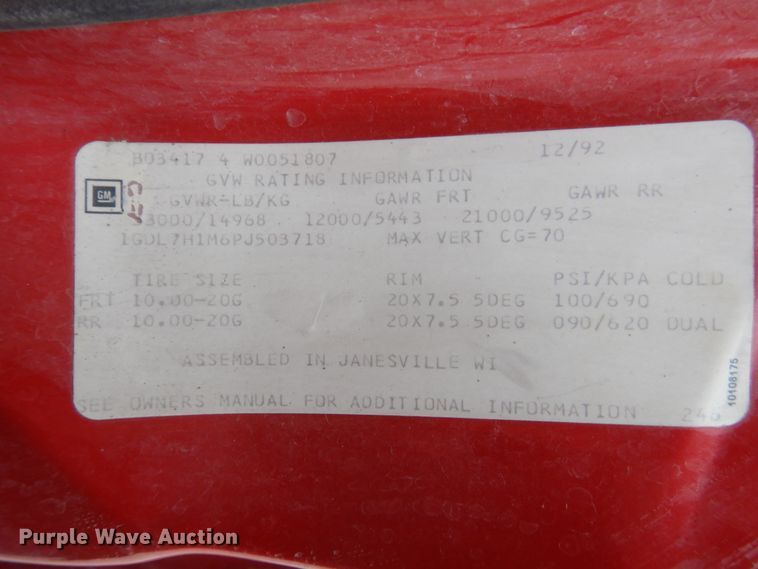 B03417 4 W0051807 12/92
GVW RATING INFORMATION
GM
GVWR-LB/KG GAWR FRT GAWR RR
3000/14968 12000/5443 21000/9525
1GDL7H1M6PJ503718 MAX VERT CG=70
TIRE SIZE RIM PSI/KPA COLD
FRT 10.00-20G 20X7.5 5DEG 100/690
RR 10.00-20G 20X7.5 5DEG 090/620 DUAL
ASSEMBLED IN JANESVILLE WI
SEE OWNERS MANUAL FOR ADDITIONAL INFORMATION 246
10108175
Purple Wave Auction